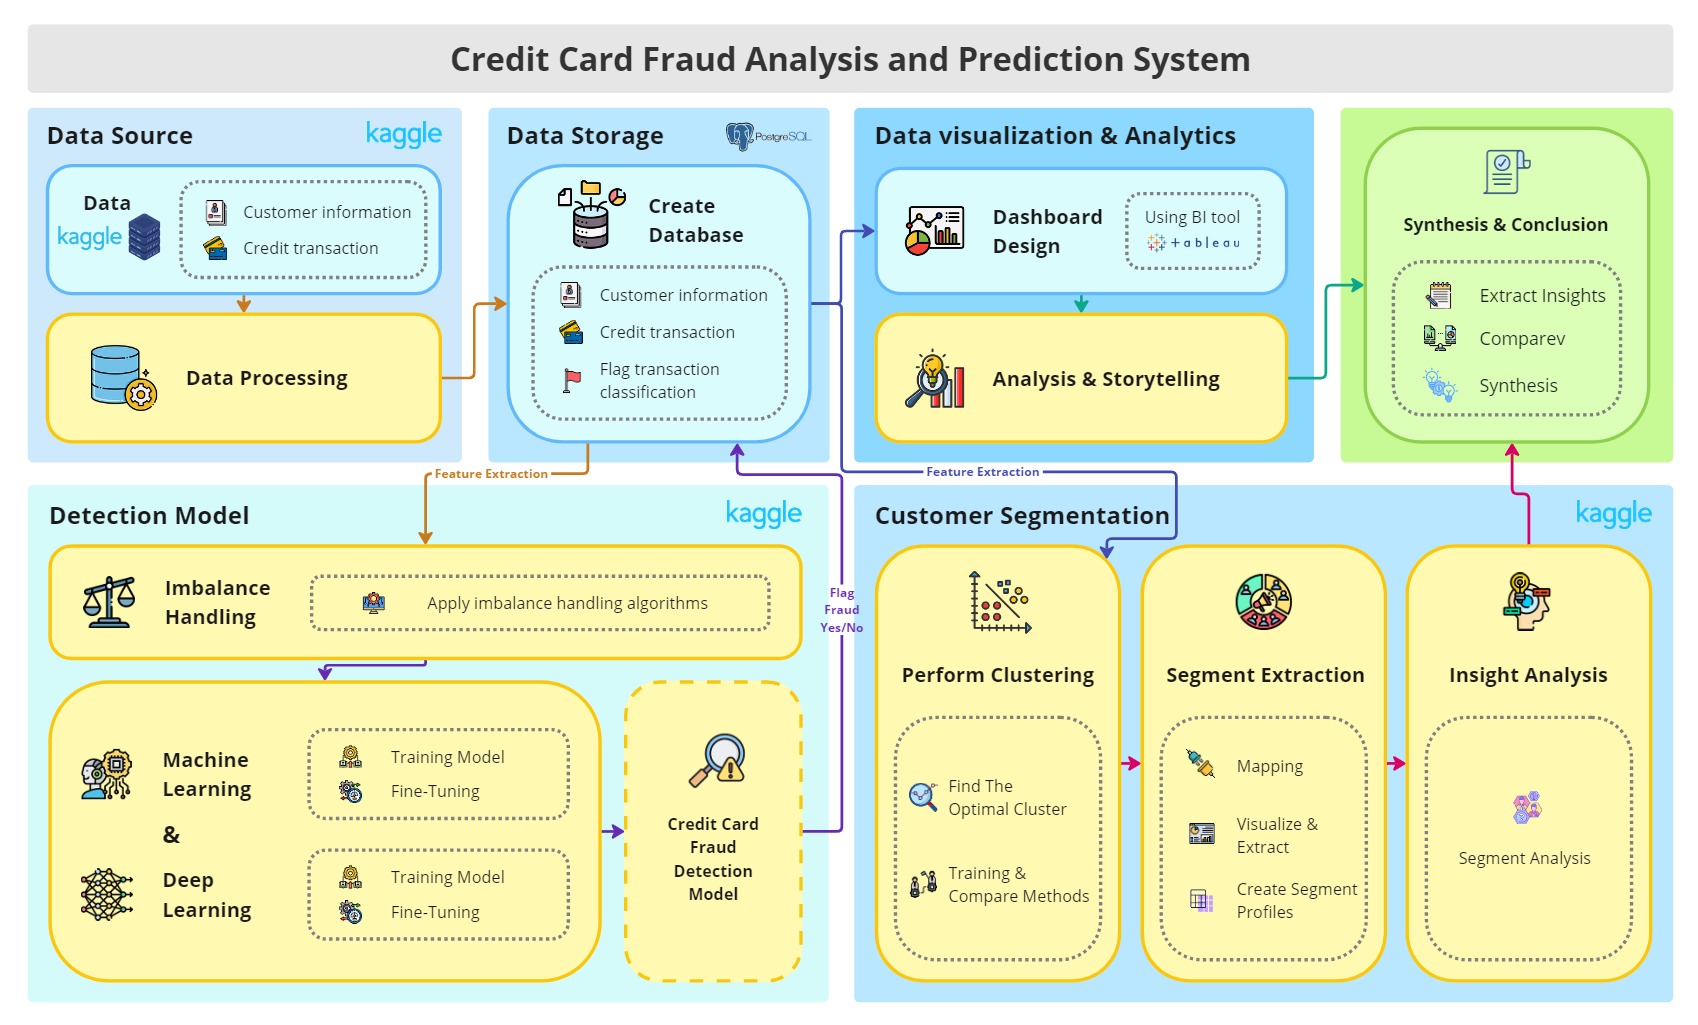 Credit Card Fraud Analysis and Prediction System
Data Source
kaggle
Data
kaggle
Customer information
Credit transaction
Data Processing
Data Storage
PostgreSQL
Create
Database
Customer information
Credit transaction
Flag transaction
classification
Data visualization & Analytics
Dashboard
Design
Using BI tool
+ableau
Analysis & Storytelling
Synthesis & Conclusion
Extract Insights
Comparev
Synthesis
Feature Extraction
Feature Extraction
Detection Model
kaggle
Imbalance
Handling
Apply imbalance handling algorithms
Machine
Learning
Training Model
Fine-Tuning
&
Deep
Learning
Training Model
Fine-Tuning
Credit Card
Fraud
Detection
Model
Flag
Fraud
Yes/No
Customer Segmentation
kaggle
Perform Clustering
Find The
Optimal Cluster
Training &
Compare Methods
Segment Extraction
Mapping
Visualize &
Extract
Create Segment
Profiles
Insight Analysis
Segment Analysis